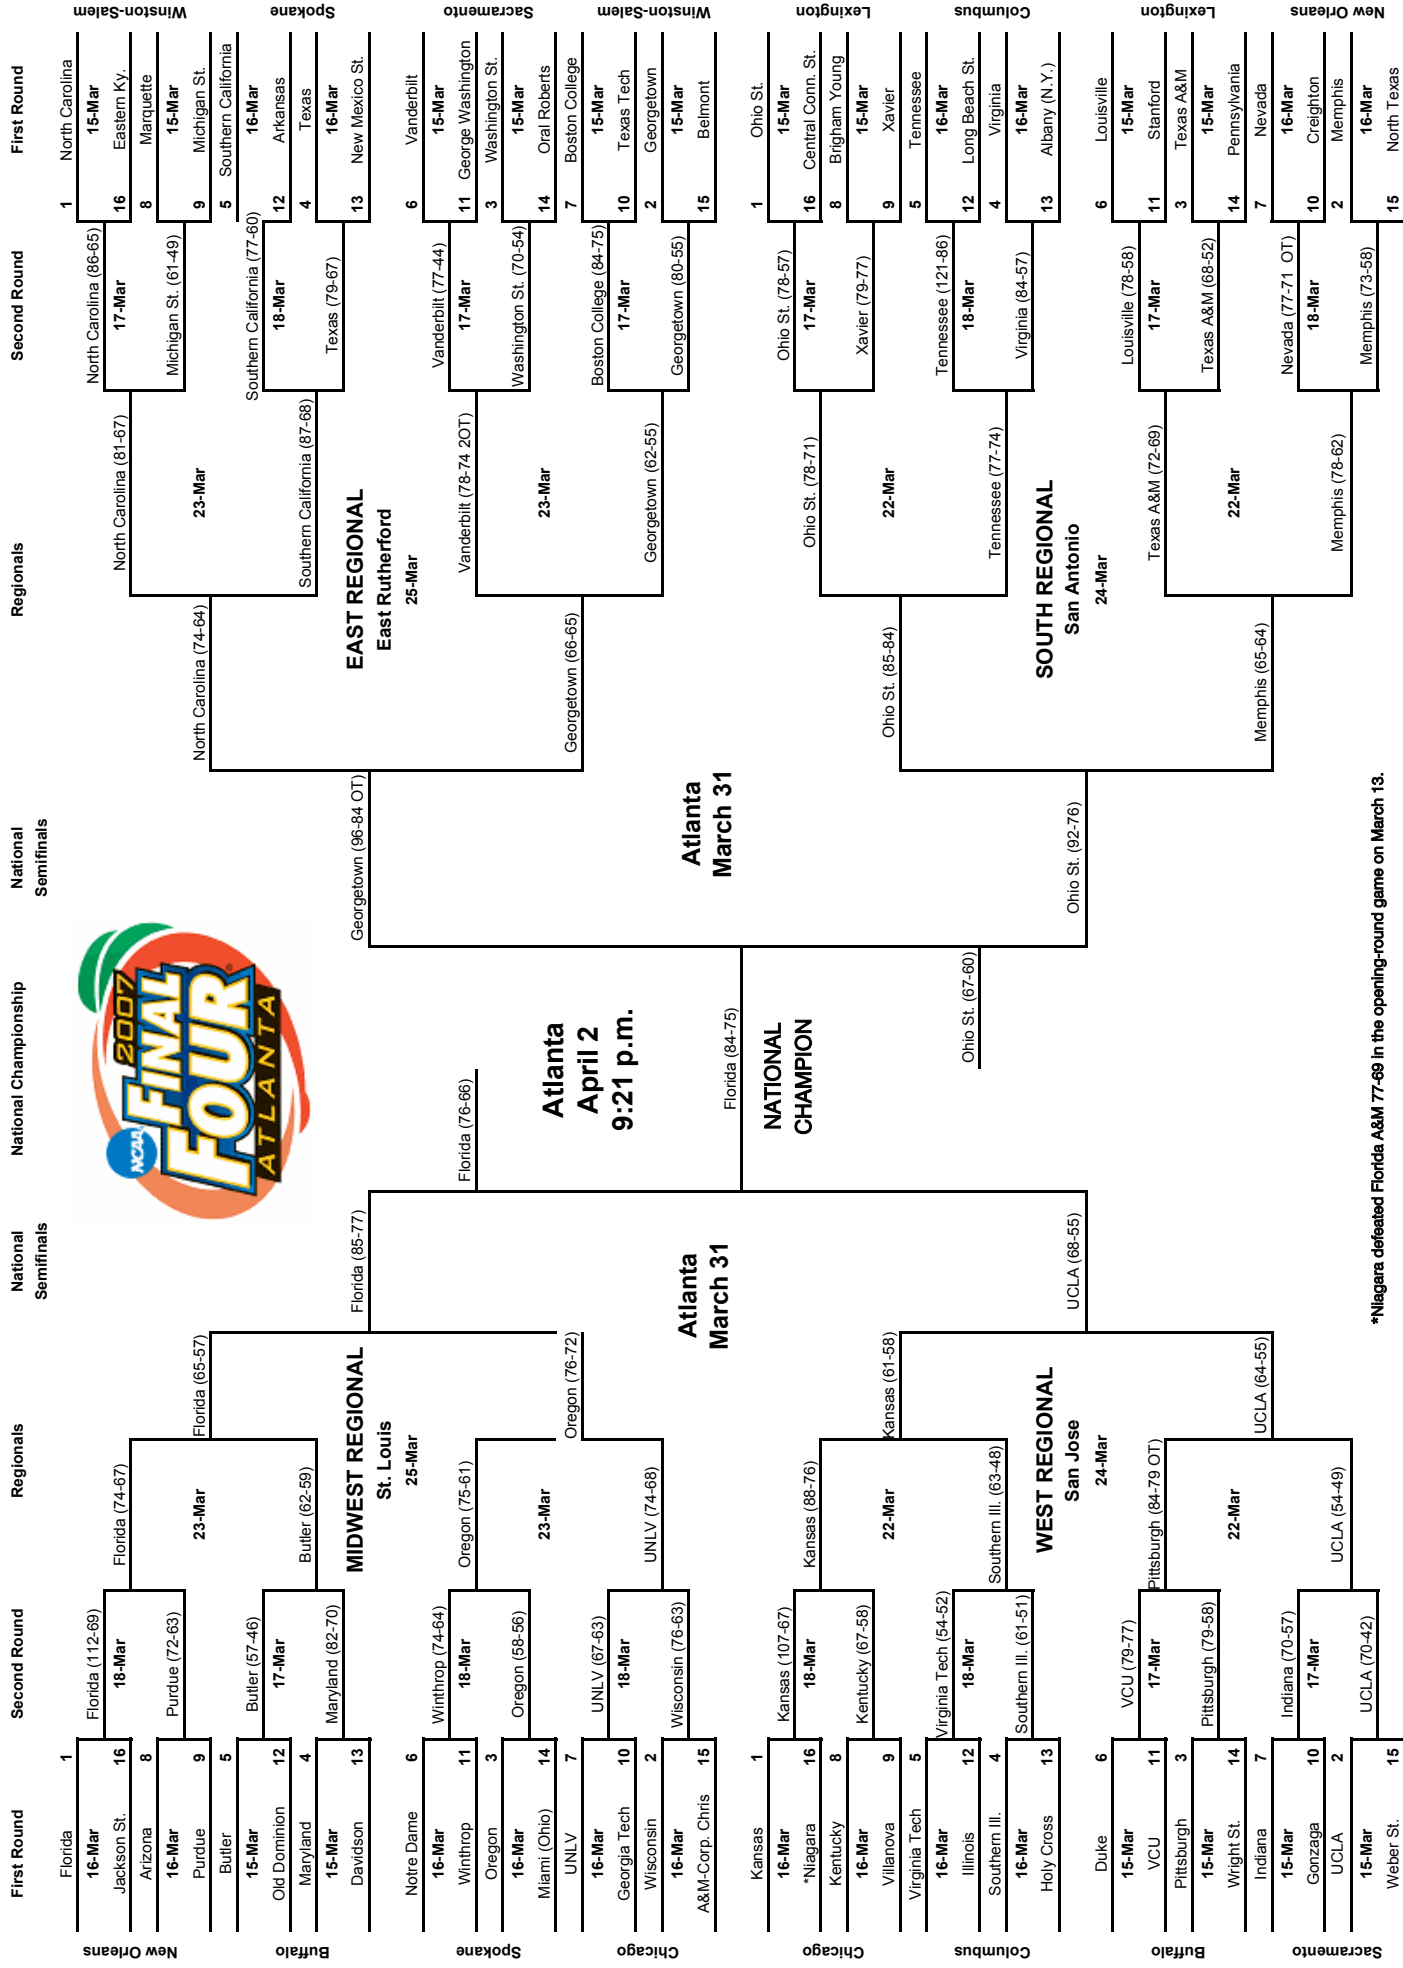 First Round
Second Round
Regionals
National
Semifinals
National Championship
National
Semifinals
Regionals
Second Round
First Round
New Orleans
Florida
1
16-Mar
Jackson St.
16
Arizona
8
16-Mar
Purdue
9
Florida (112-69)
18-Mar
Purdue (72-63)
Florida (74-67)
Buffalo
Butler
5
15-Mar
Old Dominion
12
Maryland
4
15-Mar
Davidson
13
Butler (57-46)
17-Mar
Maryland (82-70)
Butler (62-59)
23-Mar
Florida (65-57)
MIDWEST REGIONAL
St. Louis
25-Mar
Spokane
Notre Dame
6
16-Mar
Winthrop
11
Oregon
3
16-Mar
Miami (Ohio)
14
Winthrop (74-64)
18-Mar
Oregon (58-56)
Oregon (75-61)
Chicago
UNLV
7
16-Mar
Georgia Tech
10
Wisconsin
2
16-Mar
A&M-Corp. Chris
15
UNLV (67-63)
18-Mar
Wisconsin (76-63)
UNLV (74-68)
23-Mar
Oregon (76-72)
Florida (85-77)
Chicago
Kansas
1
16-Mar
*Niagara
16
Kentucky
8
16-Mar
Villanova
9
Kansas (107-67)
18-Mar
Kentucky (67-58)
Kansas (88-76)
Columbus
Virginia Tech
5
16-Mar
Illinois
12
Southern Ill.
4
16-Mar
Holy Cross
13
Virginia Tech (54-52)
18-Mar
Southern Ill. (61-51)
Southern Ill. (63-48)
22-Mar
Kansas (61-58)
WEST REGIONAL
San Jose
24-Mar
Buffalo
Duke
6
15-Mar
VCU
11
Pittsburgh
3
15-Mar
Wright St.
14
VCU (79-77)
17-Mar
Pittsburgh (79-58)
Pittsburgh (84-79 OT)
Sacramento
Indiana
7
15-Mar
Gonzaga
10
UCLA
2
15-Mar
Weber St.
15
Indiana (70-57)
17-Mar
UCLA (70-42)
UCLA (54-49)
22-Mar
UCLA (64-55)
UCLA (68-55)
Atlanta
March 31
NCAA
2007
FINAL
FOUR®
ATLANTA
Florida (76-66)
Atlanta
April 2
9:21 p.m.
Florida (84-75)
NATIONAL
CHAMPION
Ohio St. (67-60)
Atlanta
March 31
Georgetown (96-84 OT)
Ohio St. (92-76)
North Carolina (74-64)
EAST REGIONAL
East Rutherford
25-Mar
Georgetown (66-65)
North Carolina (81-67)
23-Mar
Southern California (87-68)
North Carolina (86-65)
17-Mar
Michigan St. (61-49)
1
North Carolina
15-Mar
16
Eastern Ky.
8
Marquette
15-Mar
9
Michigan St.
Winston-Salem
Southern California (77-60)
18-Mar
Texas (79-67)
5
Southern California
16-Mar
12
Arkansas
4
Texas
16-Mar
13
New Mexico St.
Spokane
Vanderbilt (78-74 2OT)
23-Mar
Georgetown (62-55)
Vanderbilt (77-44)
17-Mar
Washington St. (70-54)
6
Vanderbilt
15-Mar
11
George Washington
3
Washington St.
15-Mar
14
Oral Roberts
Sacramento
Boston College (84-75)
17-Mar
Georgetown (80-55)
7
Boston College
15-Mar
10
Texas Tech
2
Georgetown
15-Mar
15
Belmont
Winston-Salem
Ohio St. (85-84)
SOUTH REGIONAL
San Antonio
24-Mar
Memphis (65-64)
Ohio St. (78-71)
22-Mar
Tennessee (77-74)
Ohio St. (78-57)
17-Mar
Xavier (79-77)
1
Ohio St.
15-Mar
16
Central Conn. St.
8
Brigham Young
15-Mar
9
Xavier
Lexington
Tennessee (121-86)
18-Mar
Virginia (84-57)
5
Tennessee
16-Mar
12
Long Beach St.
4
Virginia
16-Mar
13
Albany (N.Y.)
Columbus
Texas A&M (72-69)
22-Mar
Memphis (78-62)
Louisville (78-58)
17-Mar
Texas A&M (68-52)
6
Louisville
15-Mar
11
Stanford
3
Texas A&M
15-Mar
14
Pennsylvania
Lexington
Nevada (77-71 OT)
18-Mar
Memphis (73-58)
7
Nevada
16-Mar
10
Creighton
2
Memphis
16-Mar
15
North Texas
New Orleans
*Niagara defeated Florida A&M 77-69 in the opening-round game on March 13.